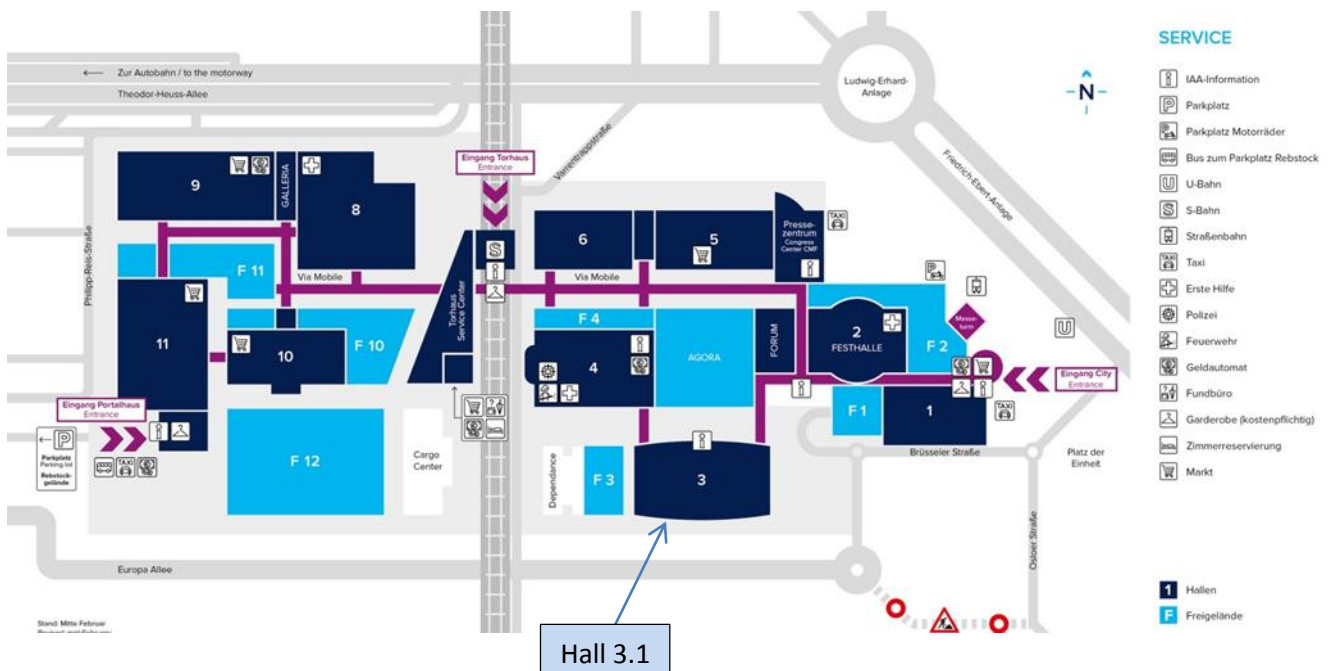 SERVICE
IAA-Information
Parkplatz
Parkplatz Motorräder
Bus zum Parkplatz Rebstock
U-Bahn
S-Bahn
Straßenbahn
Taxi
Erste Hilfe
Polizei
Feuerwehr
Geldautomat
Fundbüro
Garderobe (kostenpflichtig)
Zimmerreservierung
Markt
1 Hallen
F Freigelände
Zur Autobahn / to the motorway
Theodor-Heuss-Allee
Ludwig-Erhard-
Anlage
N
Friedrich-Ebert-Anlage
Varrentrappstraße
Philipp-Reis-Straße
Eingang Torhaus
Entrance
9
GALLERIA
8
6
5
Presse-
zentrum
Congress
Center CMF
TAXI
F 11
Via Mobile
Via Mobile
S
Torhaus
Service Center
11
10
F 10
F 4
4
AGORA
FORUM
2
FESTHALLE
F 2
Messe-
turm
U
Eingang City
Entrance
F 1
1
TAXI
Brüsseler Straße
Platz der
Einheit
Eingang Portalhaus
Entrance
P
Parkplatz
Parking lot
Rebstock-
gelände
TAXI
F 12
Cargo
Center
Dependance
F 3
3
Europa Allee
Osloer Straße
Stand: Mitte Februar
Hall 3.1